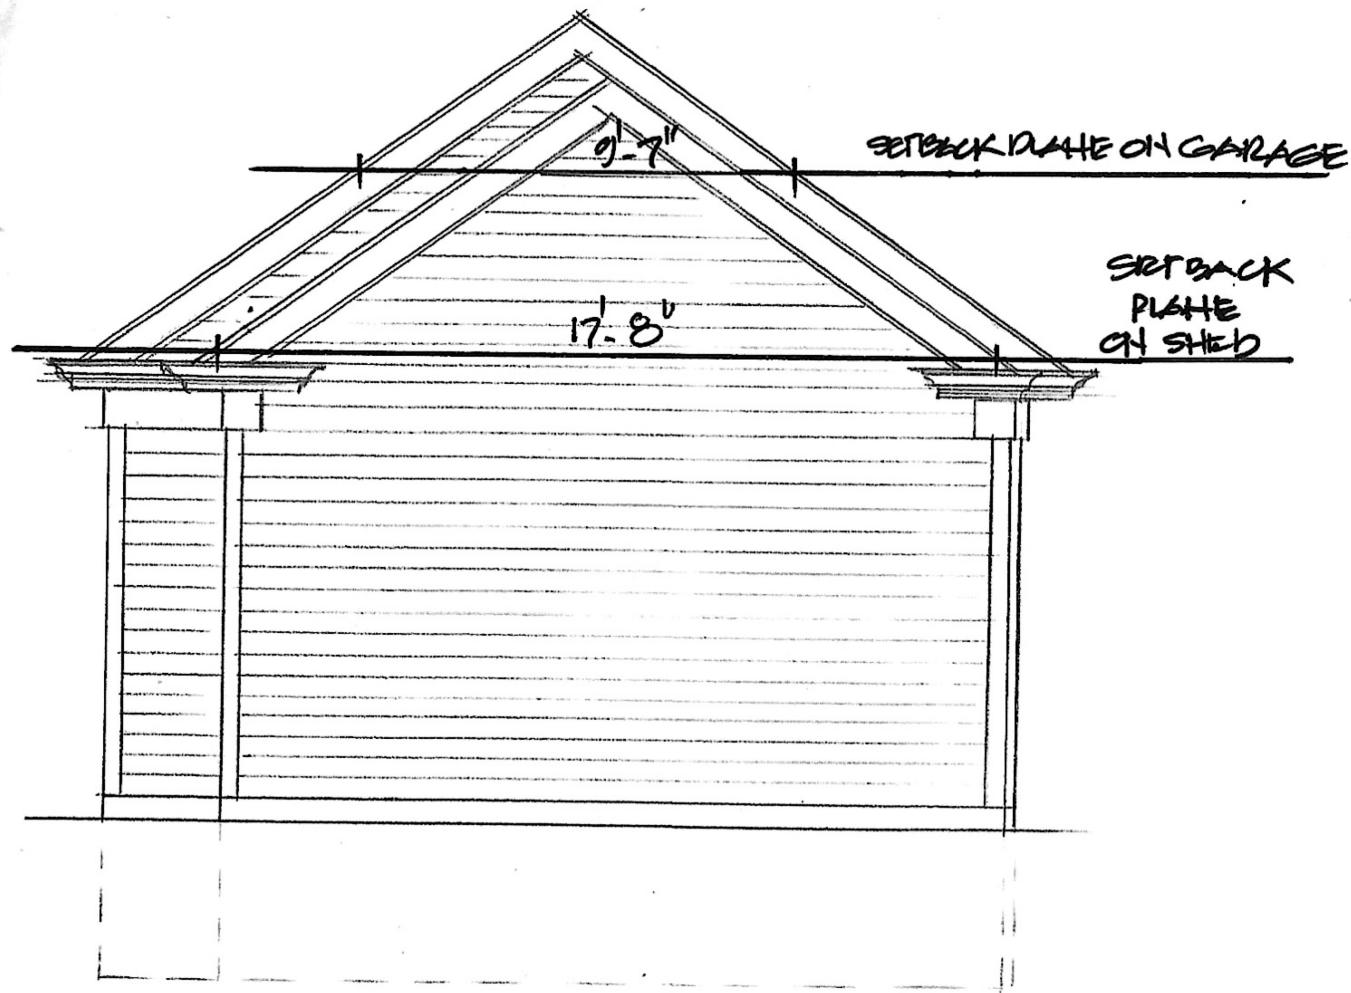 9'-7"
SETBACK PLANE ON GARAGE
SETBACK
PLANE
ON SHED
17'-8"